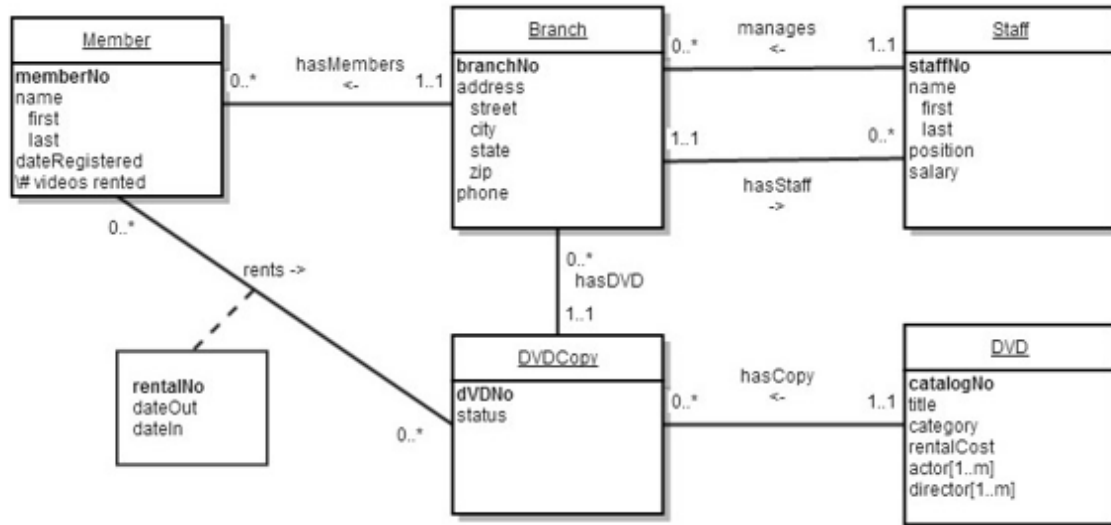 Member
memberNo
name
first
last
dateRegistered
\# videos rented
0..*
hasMembers
<-
1..1
Branch
branchNo
address
street
city
state
zip
phone
0..*
manages
<-
1..1
1..1
0..*
hasStaff
->
Staff
staffNo
name
first
last
position
salary
0..*
rents ->
0..*
rentalNo
dateOut
dateIn
0..*
hasDVD
1..1
DVDCopy
dVDNo
status
0..*
hasCopy
<-
1..1
DVD
catalogNo
title
category
rentalCost
actor[1..m]
director[1..m]